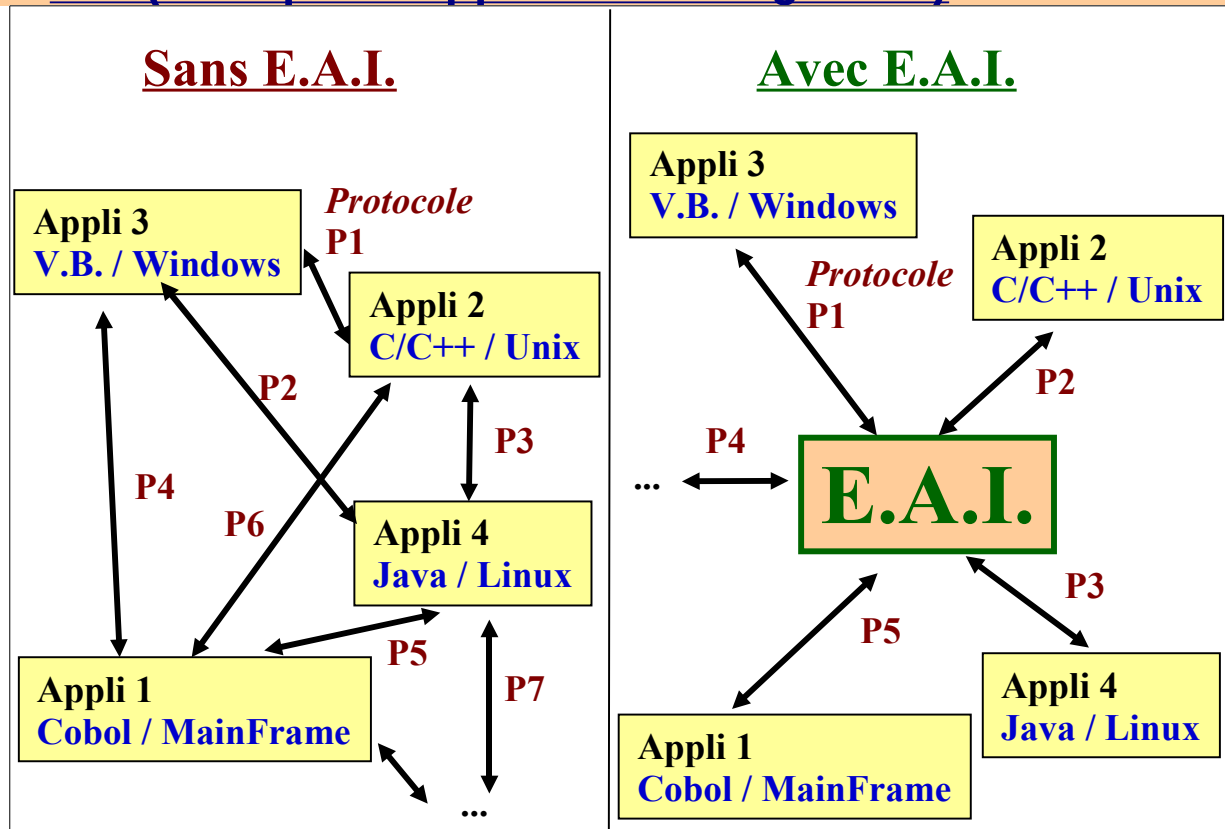 Sans E.A.I.
Appli 3
V.B. / Windows
Protocole
P1
Appli 2
C/C++ / Unix
P2
P3
P4
P6
Appli 4
Java / Linux
P5
P7
Appli 1
Cobol / MainFrame
...
Avec E.A.I.
Appli 3
V.B. / Windows
Appli 2
C/C++ / Unix
Protocole
P1
P2
P4
...
E.A.I.
P3
P5
Appli 4
Java / Linux
Appli 1
Cobol / MainFrame